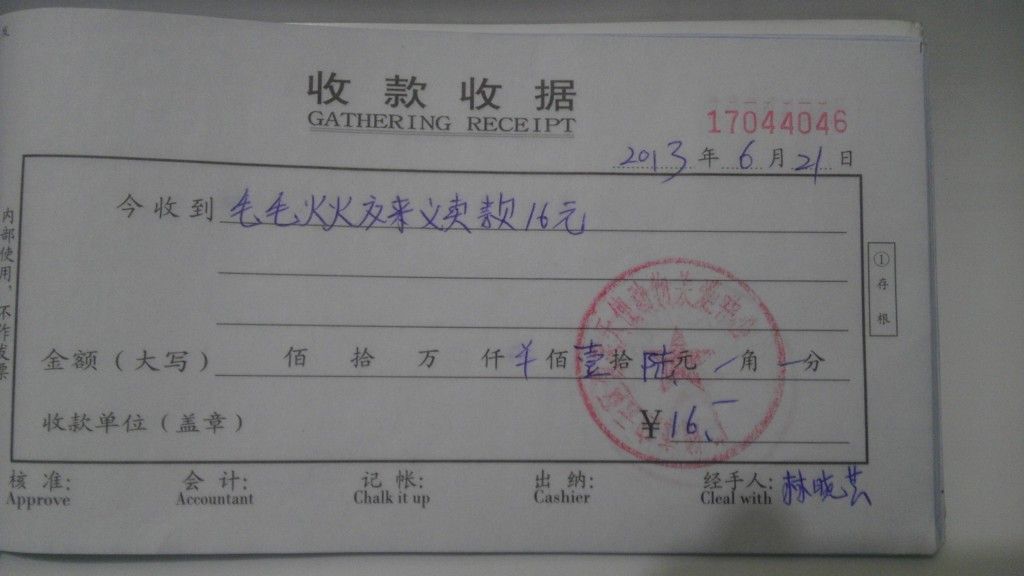 收款收据
GATHERING RECEIPT
17044046
2013年6月21日
今收到 毛毛火火友来义卖款16元
金额(大写) 佰 拾 万 仟 羊 佰 壹 拾 陆 元 一 角 一 分
收款单位(盖章) ¥16、一
核准: 会计: 记帐: 出纳: 经手人: 林晓芸
Approve Accountant Chalk it up Cashier Cleal with
内部使用,不作发票
①存根